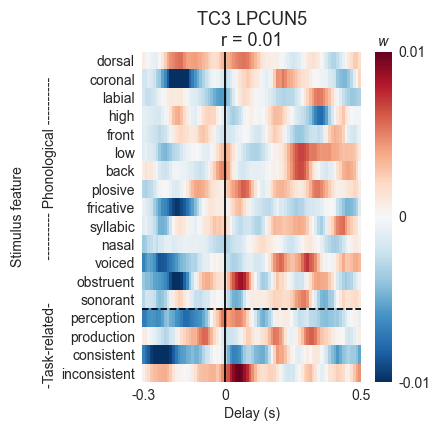 TC3 LPCUN5
r = 0.01
w
Stimulus feature
---------- Phonological ----------
-Task-related-
dorsal
coronal
labial
high
front
low
back
plosive
fricative
syllabic
nasal
voiced
obstruent
sonorant
perception
production
consistent
inconsistent
0.01
0
-0.01
-0.3
0
0.5
Delay (s)